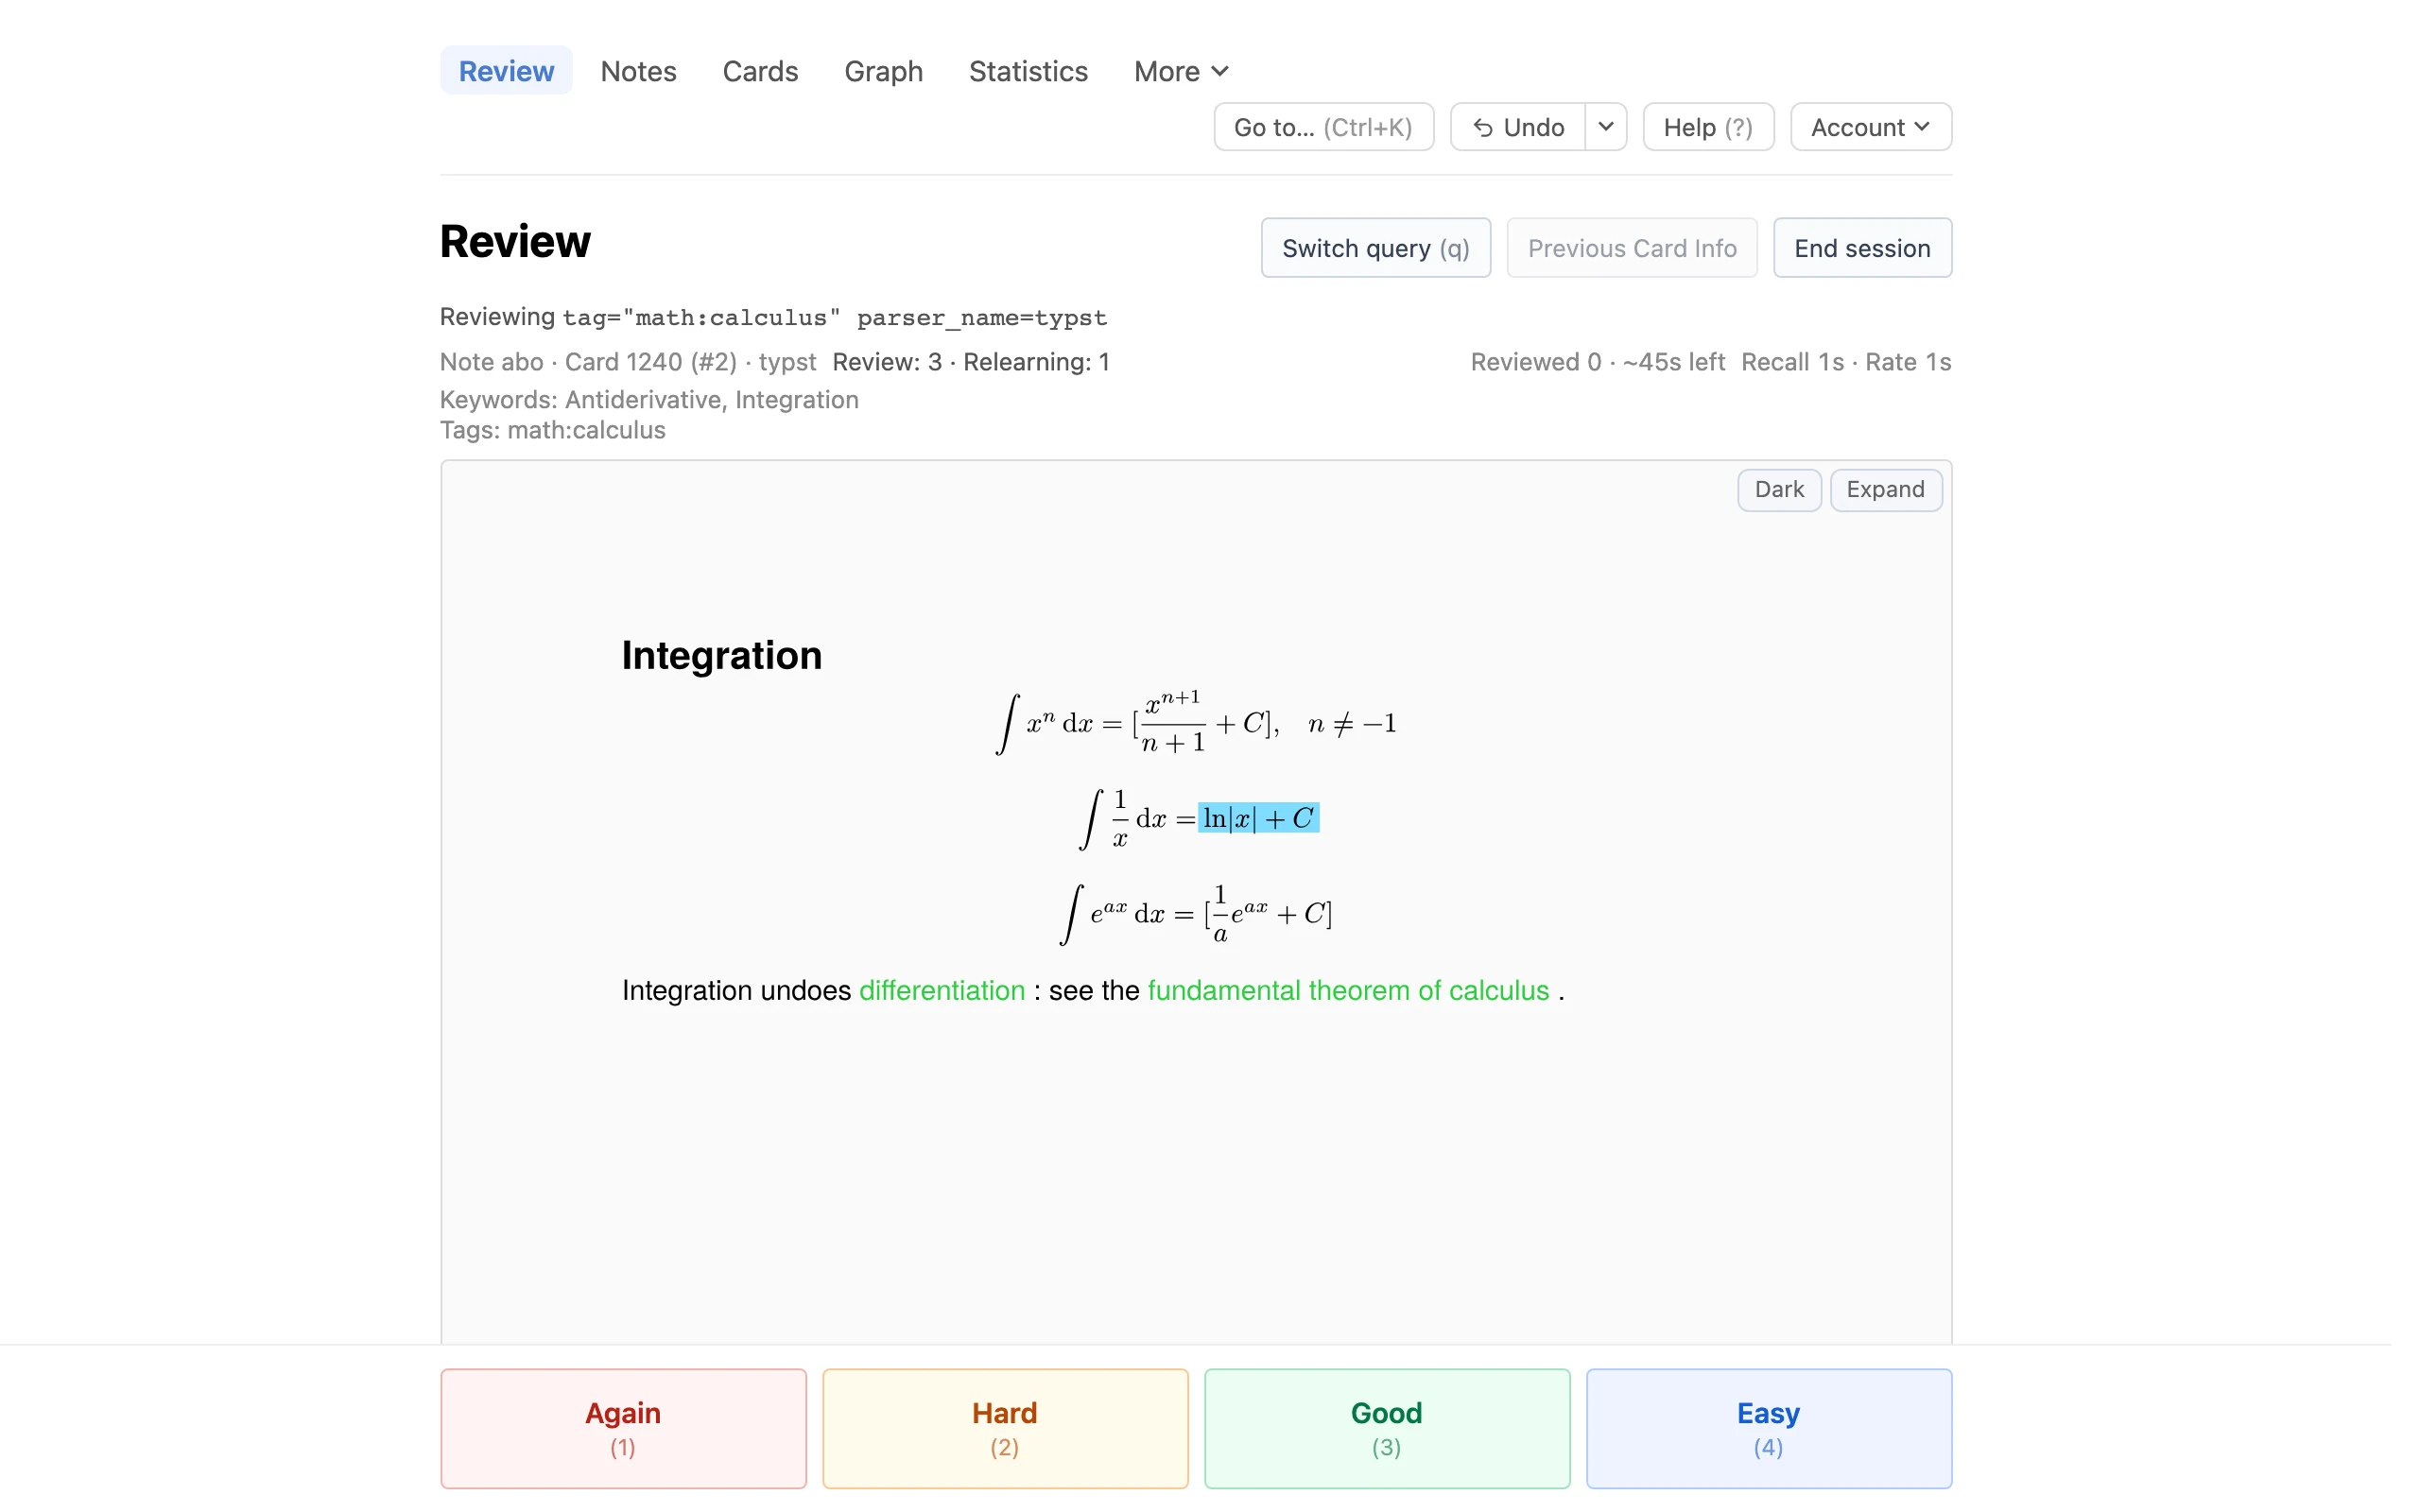 Review Notes Cards Graph Statistics More
Go to... (Ctrl+K) Undo Help (?) Account
Review Switch query (q) Previous Card Info End session
Reviewing tag="math:calculus" parser_name=typst
Note abo · Card 1240 (#2) · typst Review: 3 · Relearning: 1 Reviewed 0 · ~45s left Recall 1s · Rate 1s
Keywords: Antiderivative, Integration
Tags: math:calculus
Dark Expand
Integration
∫ xⁿ dx = [xⁿ⁺¹/(n + 1) + C], n ≠ −1
∫ 1/x dx = ln|x| + C
∫ eᵃˣ dx = [1/a eᵃˣ + C]
Integration undoes differentiation : see the fundamental theorem of calculus .
Again Hard Good Easy
(1) (2) (3) (4)